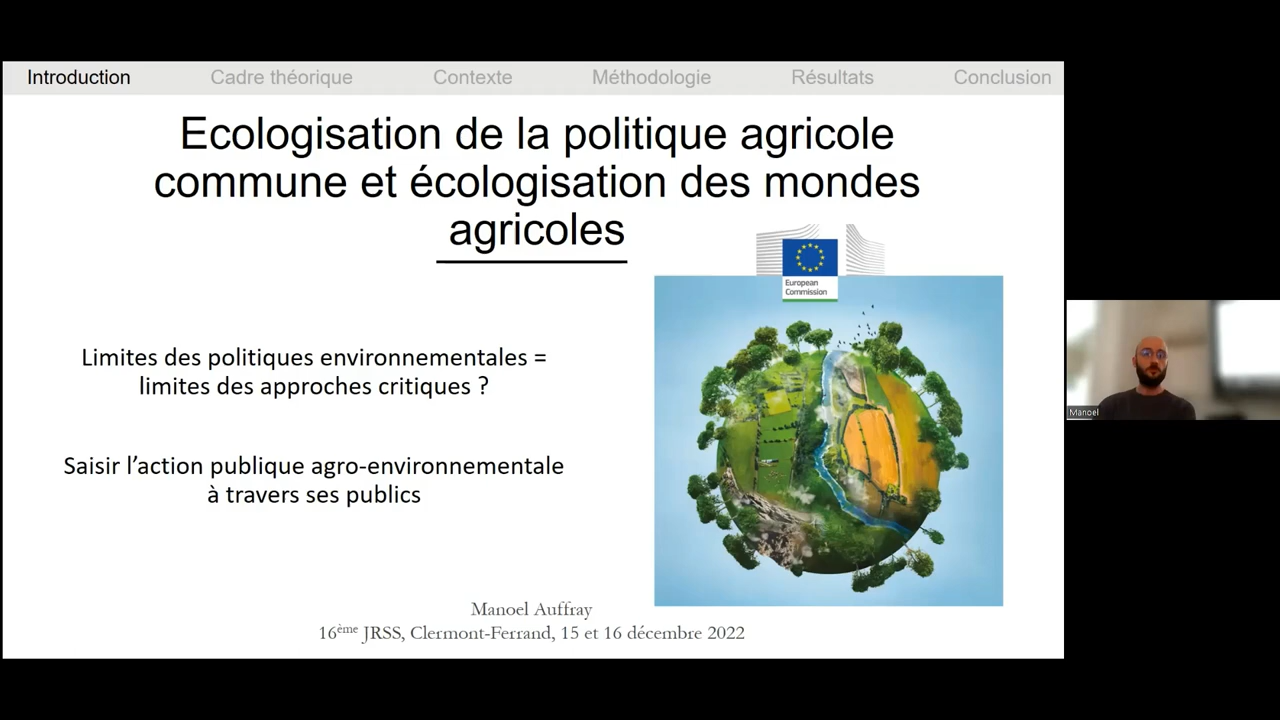 Introduction
Cadre théorique
Contexte
Méthodologie
Résultats
Conclusion
Ecologisation de la politique agricole
commune et écologisation des mondes
agricoles
European
Commission
Limites des politiques environnementales =
limites des approches critiques ?
Saisir l’action publique agro-environnementale
à travers ses publics
Manoel Auffray
16ème JRSS, Clermont-Ferrand, 15 et 16 décembre 2022
Manoel